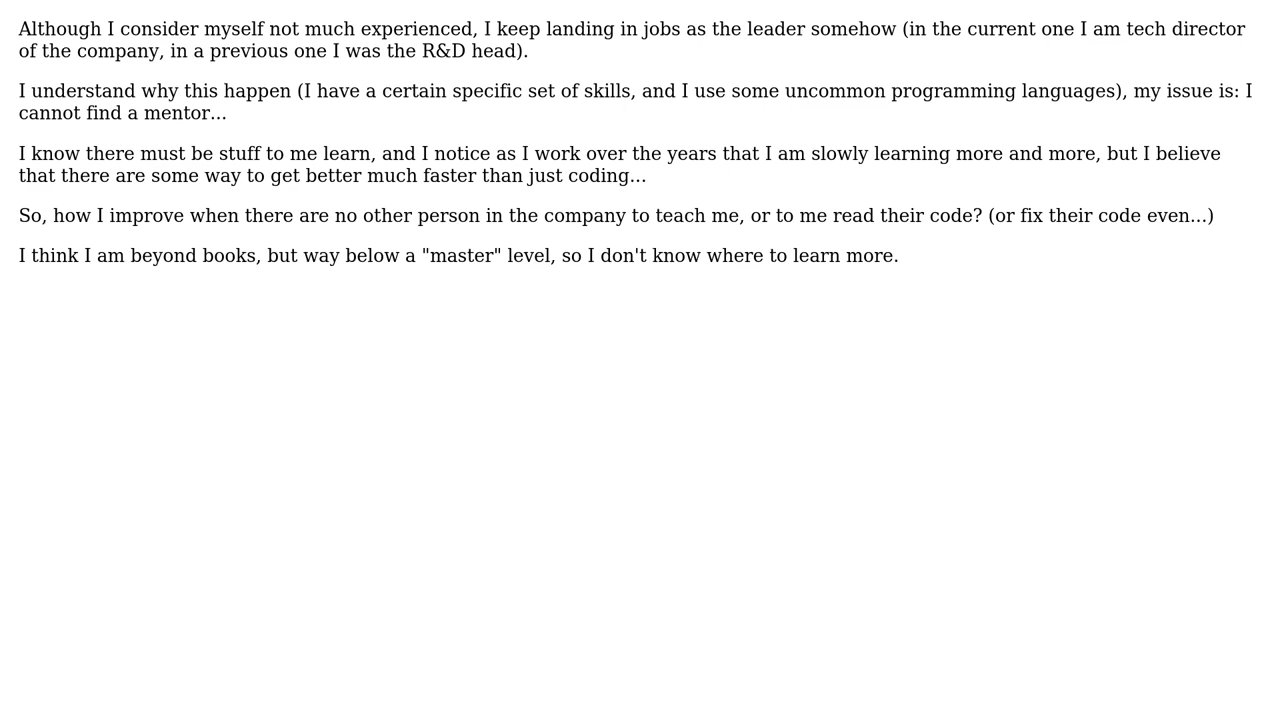 Although I consider myself not much experienced, I keep landing in jobs as the leader somehow (in the current one I am tech director
of the company, in a previous one I was the R&D head).
I understand why this happen (I have a certain specific set of skills, and I use some uncommon programming languages), my issue is: I
cannot find a mentor...
I know there must be stuff to me learn, and I notice as I work over the years that I am slowly learning more and more, but I believe
that there are some way to get better much faster than just coding...
So, how I improve when there are no other person in the company to teach me, or to me read their code? (or fix their code even...)
I think I am beyond books, but way below a "master" level, so I don't know where to learn more.